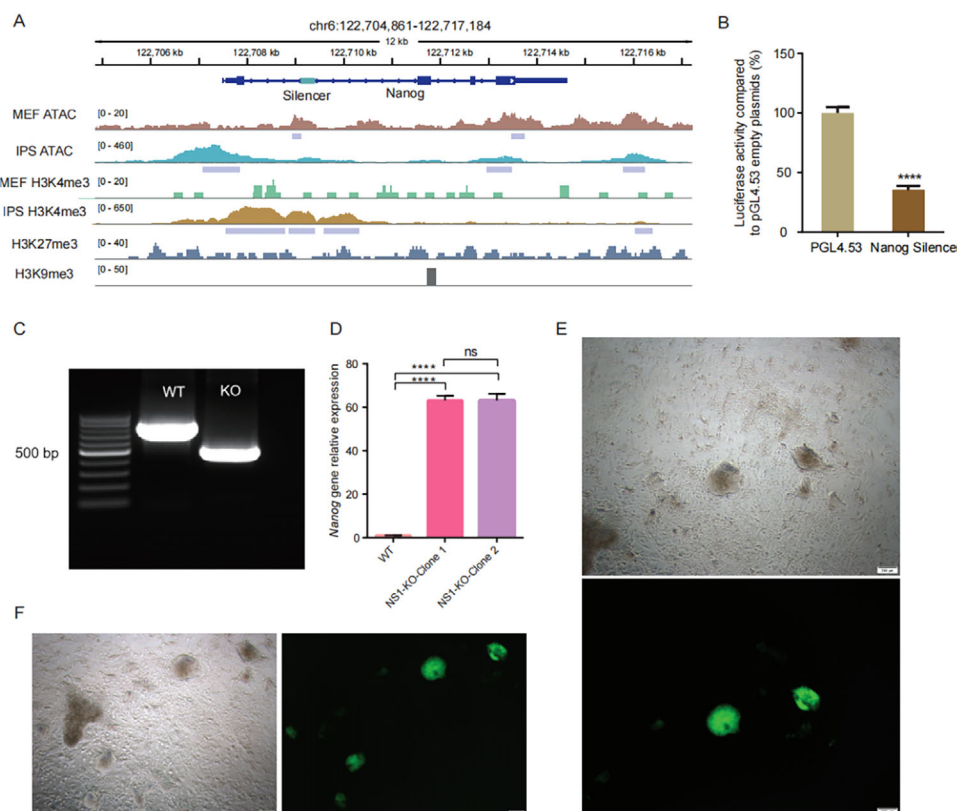 A
chr6:122,704,861-122,717,184
12 kb
122,706 kb 122,708 kb 122,710 kb 122,712 kb 122,714 kb 122,716 kb
Silencer Nanog
MEF ATAC [0 - 20]
IPS ATAC [0 - 460]
MEF H3K4me3 [0 - 20]
IPS H3K4me3 [0 - 650]
H3K27me3 [0 - 40]
H3K9me3 [0 - 50]
B
Luciferase activity compared
to pGL4.53 empty plasmids (%)
150
100
50
0
****
PGL4.53 Nanog Silencer
C
WT KO
500 bp
D
Nanog gene relative expression
80
60
40
20
0
ns
****
****
WT
NS1-KO-Clone 1
NS1-KO-Clone 2
E
F